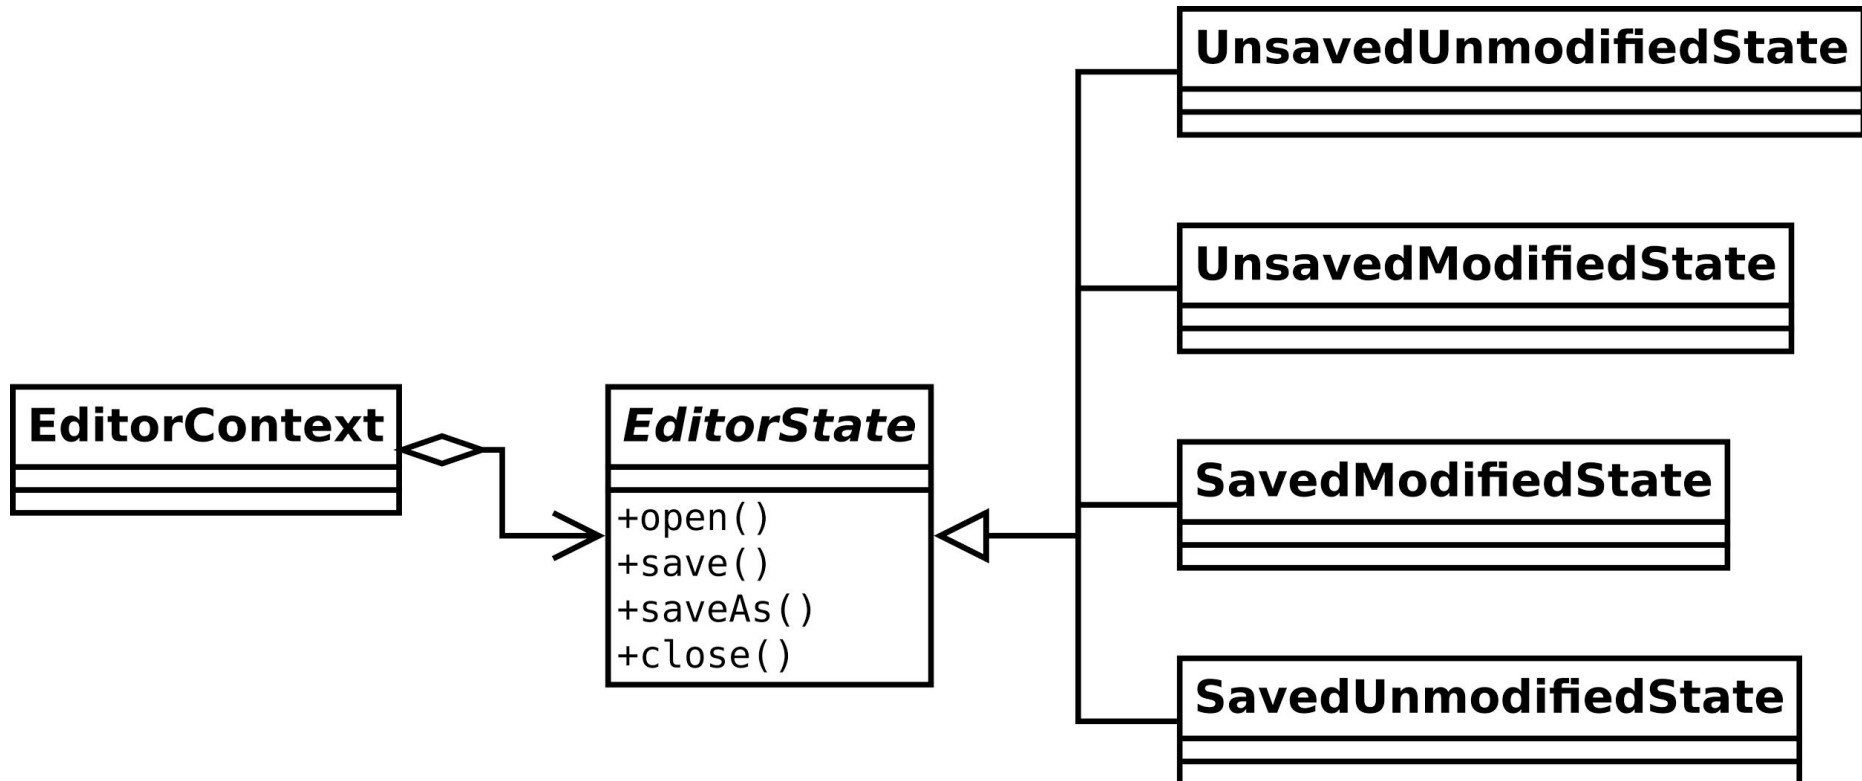 UnsavedUnmodifiedState
UnsavedModifiedState
EditorContext
EditorState
+open()
+save()
+saveAs()
+close()
SavedModifiedState
SavedUnmodifiedState